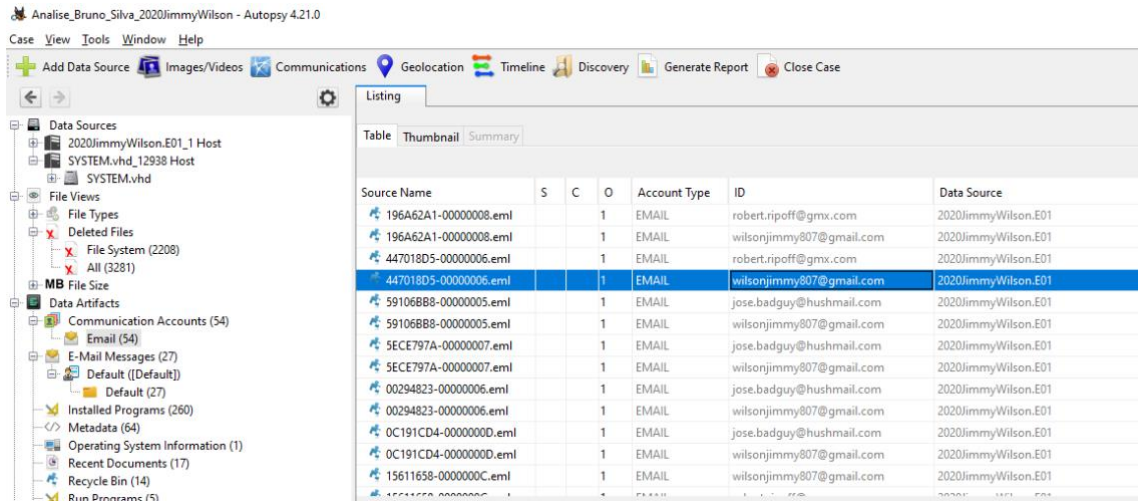 Analise_Bruno_Silva_2020JimmyWilson - Autopsy 4.21.0
Case View Tools Window Help
Add Data Source Images/Videos Communications Geolocation Timeline Discovery Generate Report Close Case
Listing
Table Thumbnail Summary
Data Sources
2020JimmyWilson.E01_1 Host
SYSTEM.vhd_12938 Host
SYSTEM.vhd
File Views
File Types
Deleted Files
File System (2208)
All (3281)
MB File Size
Data Artifacts
Communication Accounts (54)
Email (54)
E-Mail Messages (27)
Default ([Default])
Default (27)
Installed Programs (260)
Metadata (64)
Operating System Information (1)
Recent Documents (17)
Recycle Bin (14)
Run Programs (5)
Source Name S C O Account Type ID Data Source
196A62A1-00000008.eml 1 EMAIL robert.ripoff@gmx.com 2020JimmyWilson.E01
196A62A1-00000008.eml 1 EMAIL wilsonjimmy807@gmail.com 2020JimmyWilson.E01
447018D5-00000006.eml 1 EMAIL robert.ripoff@gmx.com 2020JimmyWilson.E01
447018D5-00000006.eml 1 EMAIL wilsonjimmy807@gmail.com 2020JimmyWilson.E01
59106BB8-00000005.eml 1 EMAIL jose.badguy@hushmail.com 2020JimmyWilson.E01
59106BB8-00000005.eml 1 EMAIL wilsonjimmy807@gmail.com 2020JimmyWilson.E01
5ECE797A-00000007.eml 1 EMAIL jose.badguy@hushmail.com 2020JimmyWilson.E01
5ECE797A-00000007.eml 1 EMAIL wilsonjimmy807@gmail.com 2020JimmyWilson.E01
00294823-00000006.eml 1 EMAIL jose.badguy@hushmail.com 2020JimmyWilson.E01
00294823-00000006.eml 1 EMAIL wilsonjimmy807@gmail.com 2020JimmyWilson.E01
0C191CD4-0000000D.eml 1 EMAIL jose.badguy@hushmail.com 2020JimmyWilson.E01
0C191CD4-0000000D.eml 1 EMAIL wilsonjimmy807@gmail.com 2020JimmyWilson.E01
15611658-0000000C.eml 1 EMAIL wilsonjimmy807@gmail.com 2020JimmyWilson.E01